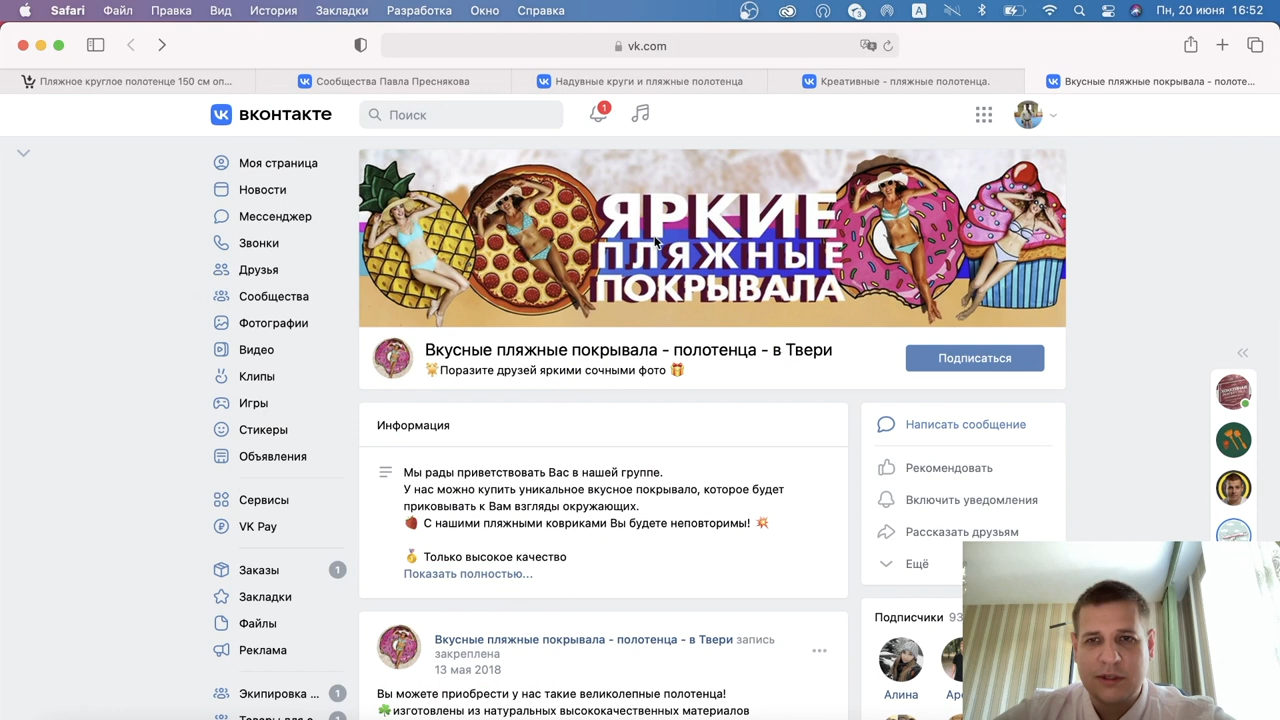 Safari Файл Правка Вид История Закладки Разработка Окно Справка
3 A Пн, 20 июня 16:52
vk.com
Пляжное круглое полотенце 150 см оп...
Сообщества Павла Преснякова
Надувные круги и пляжные полотенца
Креативные - пляжные полотенца.
Вкусные пляжные покрывала - полоте...
ВКОНТАКТЕ
Поиск
1
Моя страница
Новости
Мессенджер
Звонки
Друзья
Сообщества
Фотографии
Видео
Клипы
Игры
Стикеры
Объявления
Сервисы
VK Pay
Заказы 1
Закладки
Файлы
Реклама
Экипировка ... 1
ЯРКИЕ
ПЛЯЖНЫЕ
ПОКРЫВАЛА
Вкусные пляжные покрывала - полотенца - в Твери
Поразите друзей яркими сочными фото
Подписаться
Информация
Мы рады приветствовать Вас в нашей группе.
У нас можно купить уникальное вкусное покрывало, которое будет
приковывать к Вам взгляды окружающих.
🍓 С нашими пляжными ковриками Вы будете неповторимы! 💥
🏅 Только высокое качество
Показать полностью...
Вкусные пляжные покрывала - полотенца - в Твери запись
закреплена
13 мая 2018
Вы можете приобрести у нас такие великолепные полотенца!
☘️изготовлены из натуральных высококачественных материалов
Написать сообщение
Рекомендовать
Включить уведомления
Рассказать друзьям
Ещё
Подписчики 93
Алина